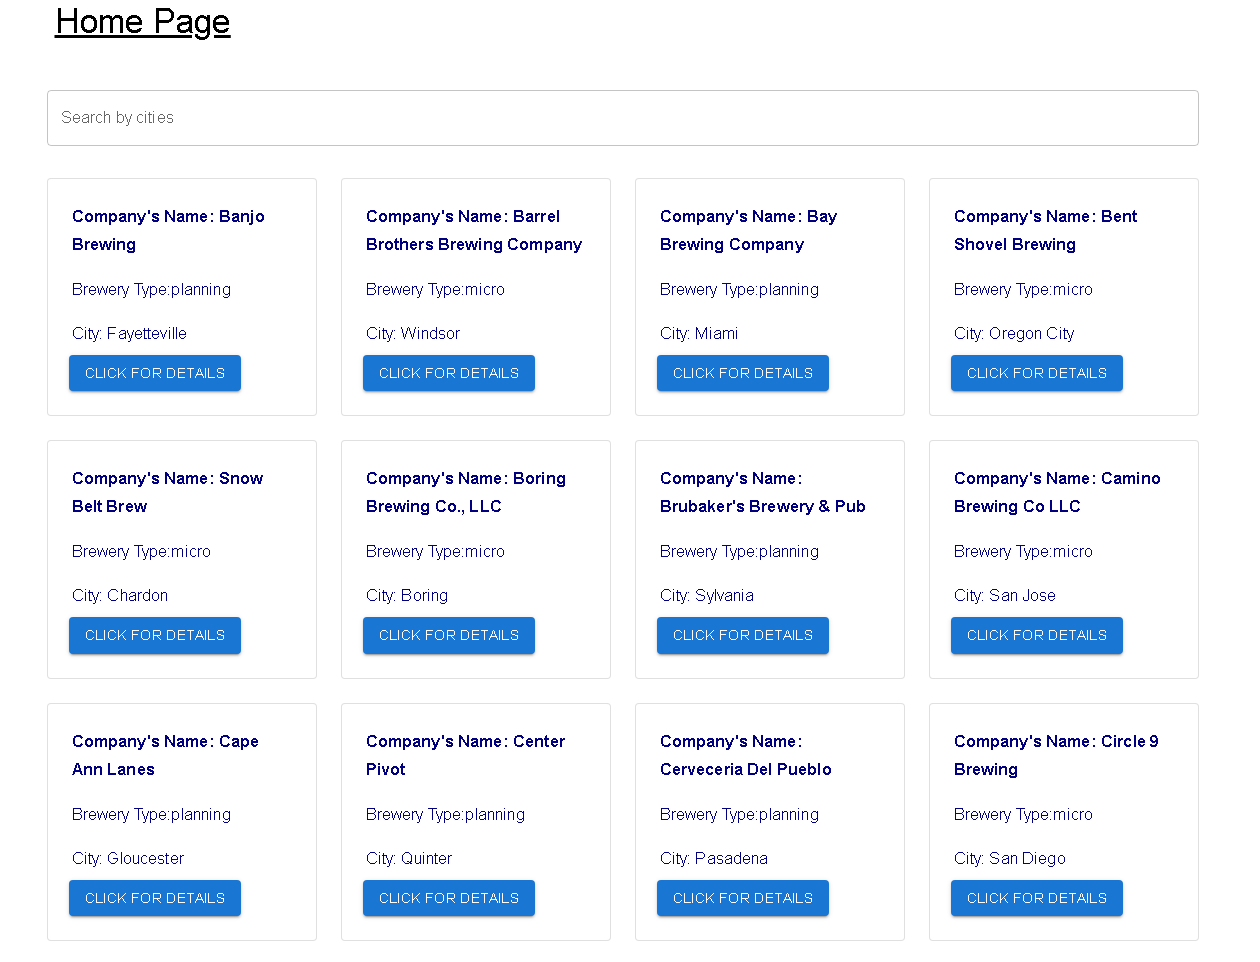 Home Page
Search by cities
Company's Name: Banjo
Brewing
Brewery Type:planning
City: Fayetteville
CLICK FOR DETAILS
Company's Name: Barrel
Brothers Brewing Company
Brewery Type:micro
City: Windsor
CLICK FOR DETAILS
Company's Name: Bay
Brewing Company
Brewery Type:planning
City: Miami
CLICK FOR DETAILS
Company's Name: Bent
Shovel Brewing
Brewery Type:micro
City: Oregon City
CLICK FOR DETAILS
Company's Name: Snow
Belt Brew
Brewery Type:micro
City: Chardon
CLICK FOR DETAILS
Company's Name: Boring
Brewing Co., LLC
Brewery Type:micro
City: Boring
CLICK FOR DETAILS
Company's Name:
Brubaker's Brewery & Pub
Brewery Type:planning
City: Sylvania
CLICK FOR DETAILS
Company's Name: Camino
Brewing Co LLC
Brewery Type:micro
City: San Jose
CLICK FOR DETAILS
Company's Name: Cape
Ann Lanes
Brewery Type:planning
City: Gloucester
CLICK FOR DETAILS
Company's Name: Center
Pivot
Brewery Type:planning
City: Quinter
CLICK FOR DETAILS
Company's Name:
Cerveceria Del Pueblo
Brewery Type:planning
City: Pasadena
CLICK FOR DETAILS
Company's Name: Circle 9
Brewing
Brewery Type:micro
City: San Diego
CLICK FOR DETAILS